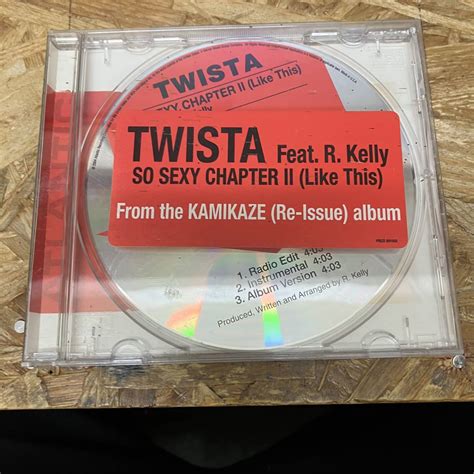 TWISTA
SEXY CHAPTER II (Like This)
TWISTA Feat. R. Kelly
SO SEXY CHAPTER II (Like This)
From the KAMIKAZE (Re-Issue) album
1. Radio Edit 4:03
2. Instrumental 4:03
3. Album Version 4:03
Produced, Written and Arranged by R. Kelly